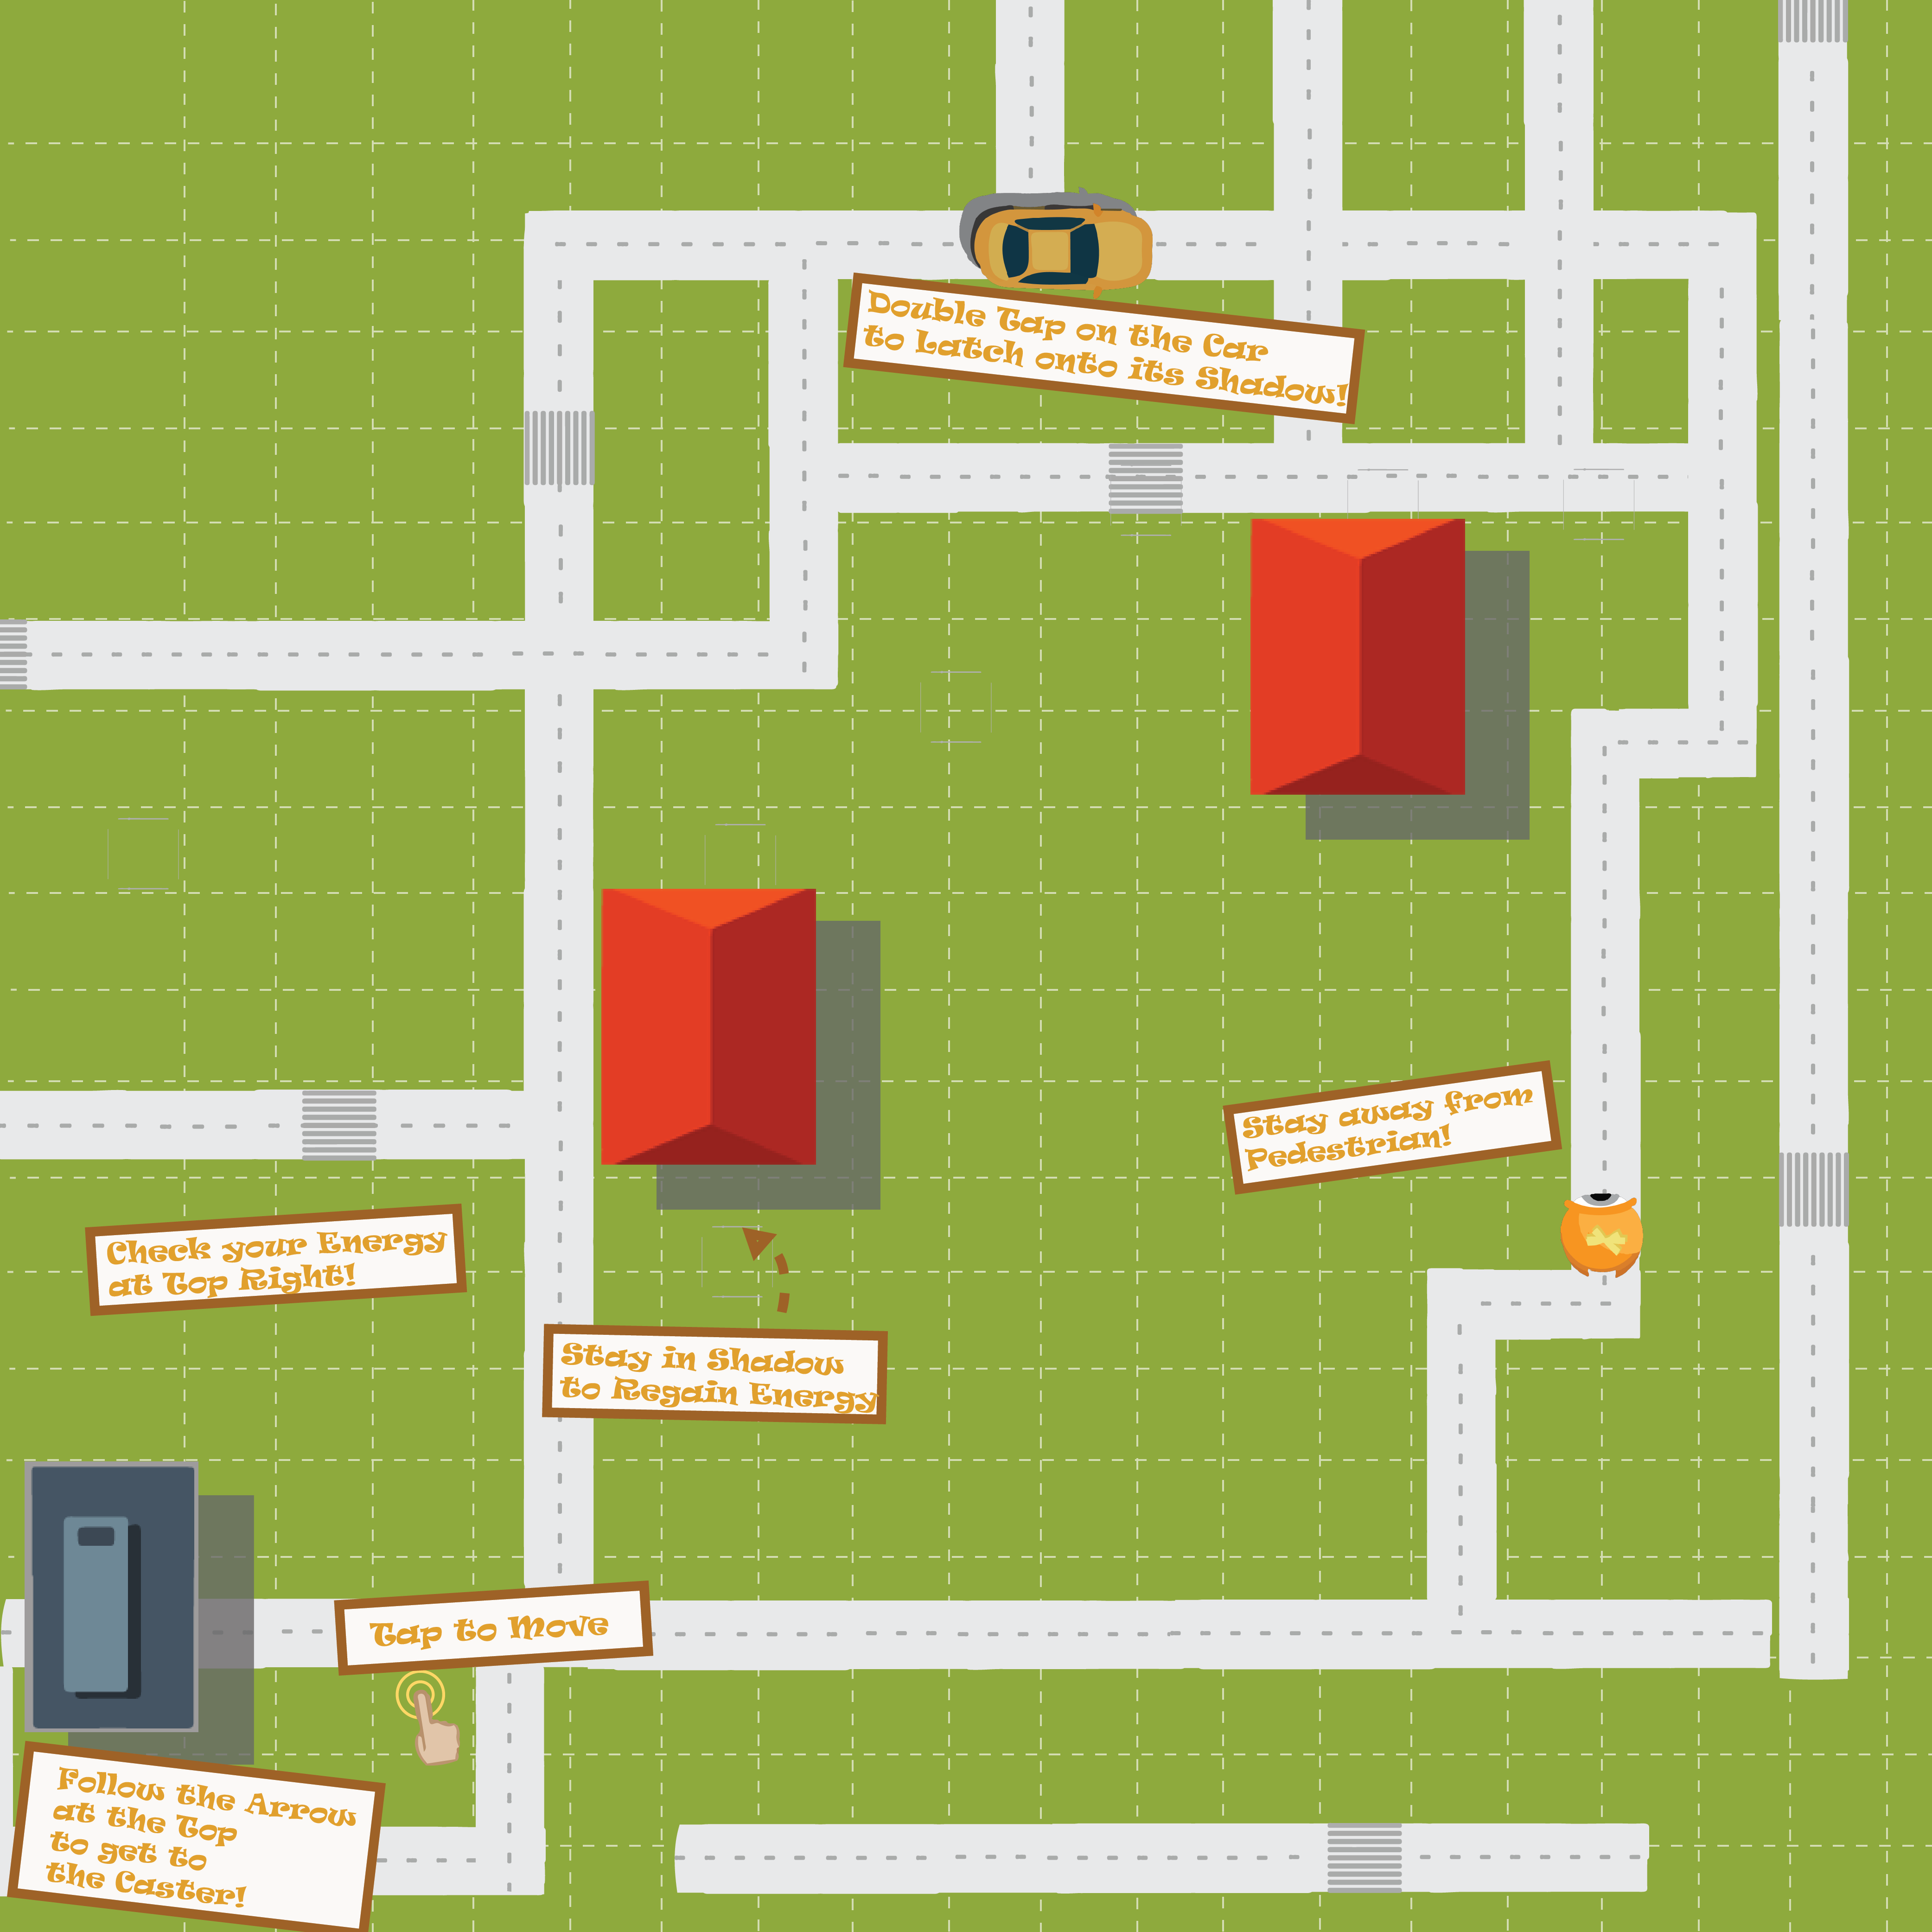 Double Tap on the Car
to Latch onto its Shadow!
Stay away from
Pedestrian!
Check your Energy
at Top Right!
Stay in Shadow
to Regain Energy
Tap to Move
Follow the Arrow
at the Top
to get to
the Caster!